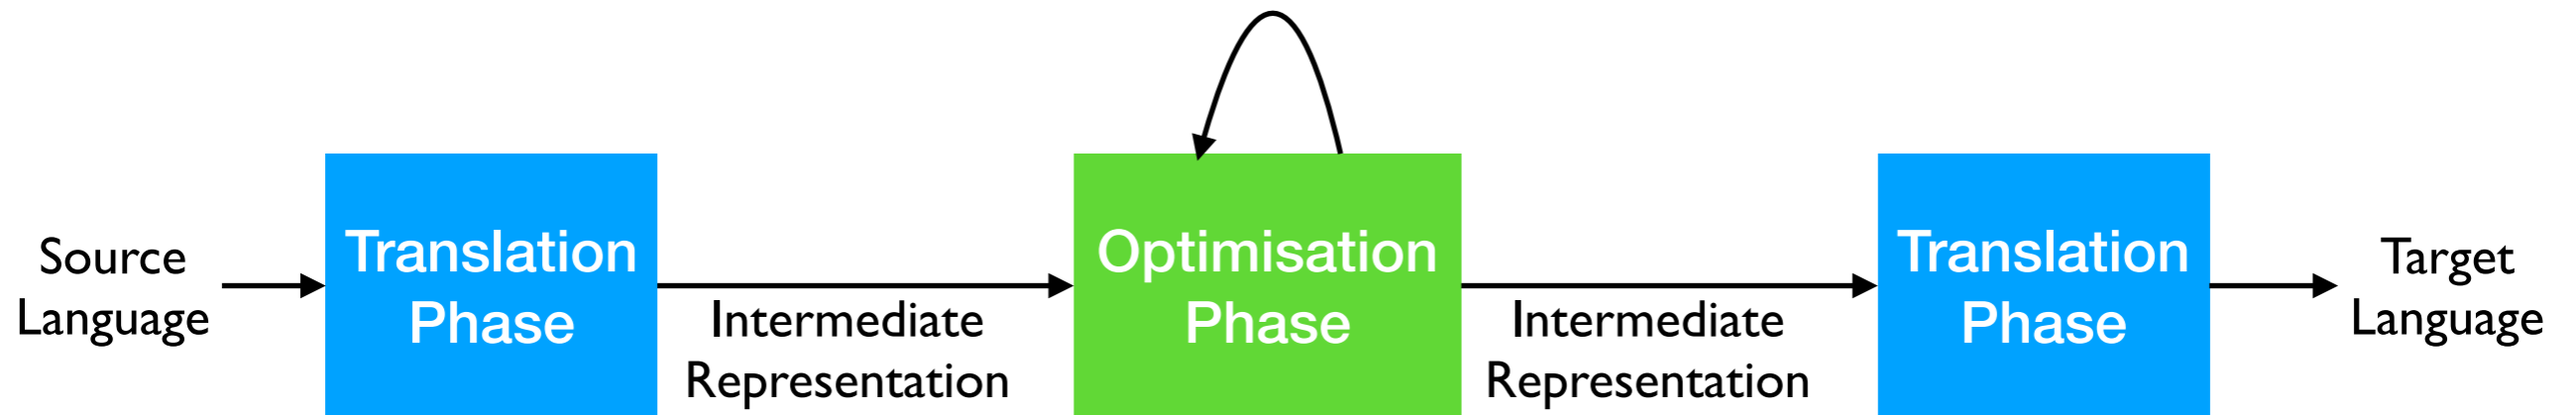 Source
Language
Translation
Phase
Intermediate
Representation
Optimisation
Phase
Intermediate
Representation
Translation
Phase
Target
Language